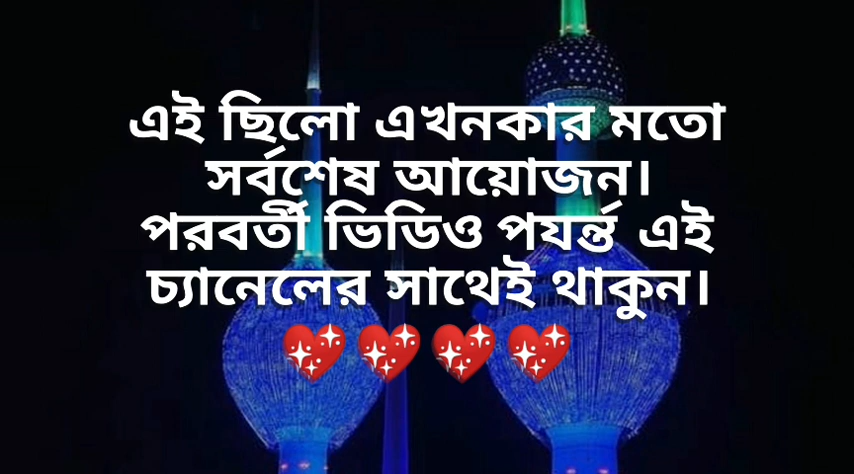 এই ছিলো এখনকার মতো
সর্বশেষ আয়োজন।
পরবর্তী ভিডিও পযর্ন্ত এই
চ্যানেলের সাথেই থাকুন।
💖💖💖💖